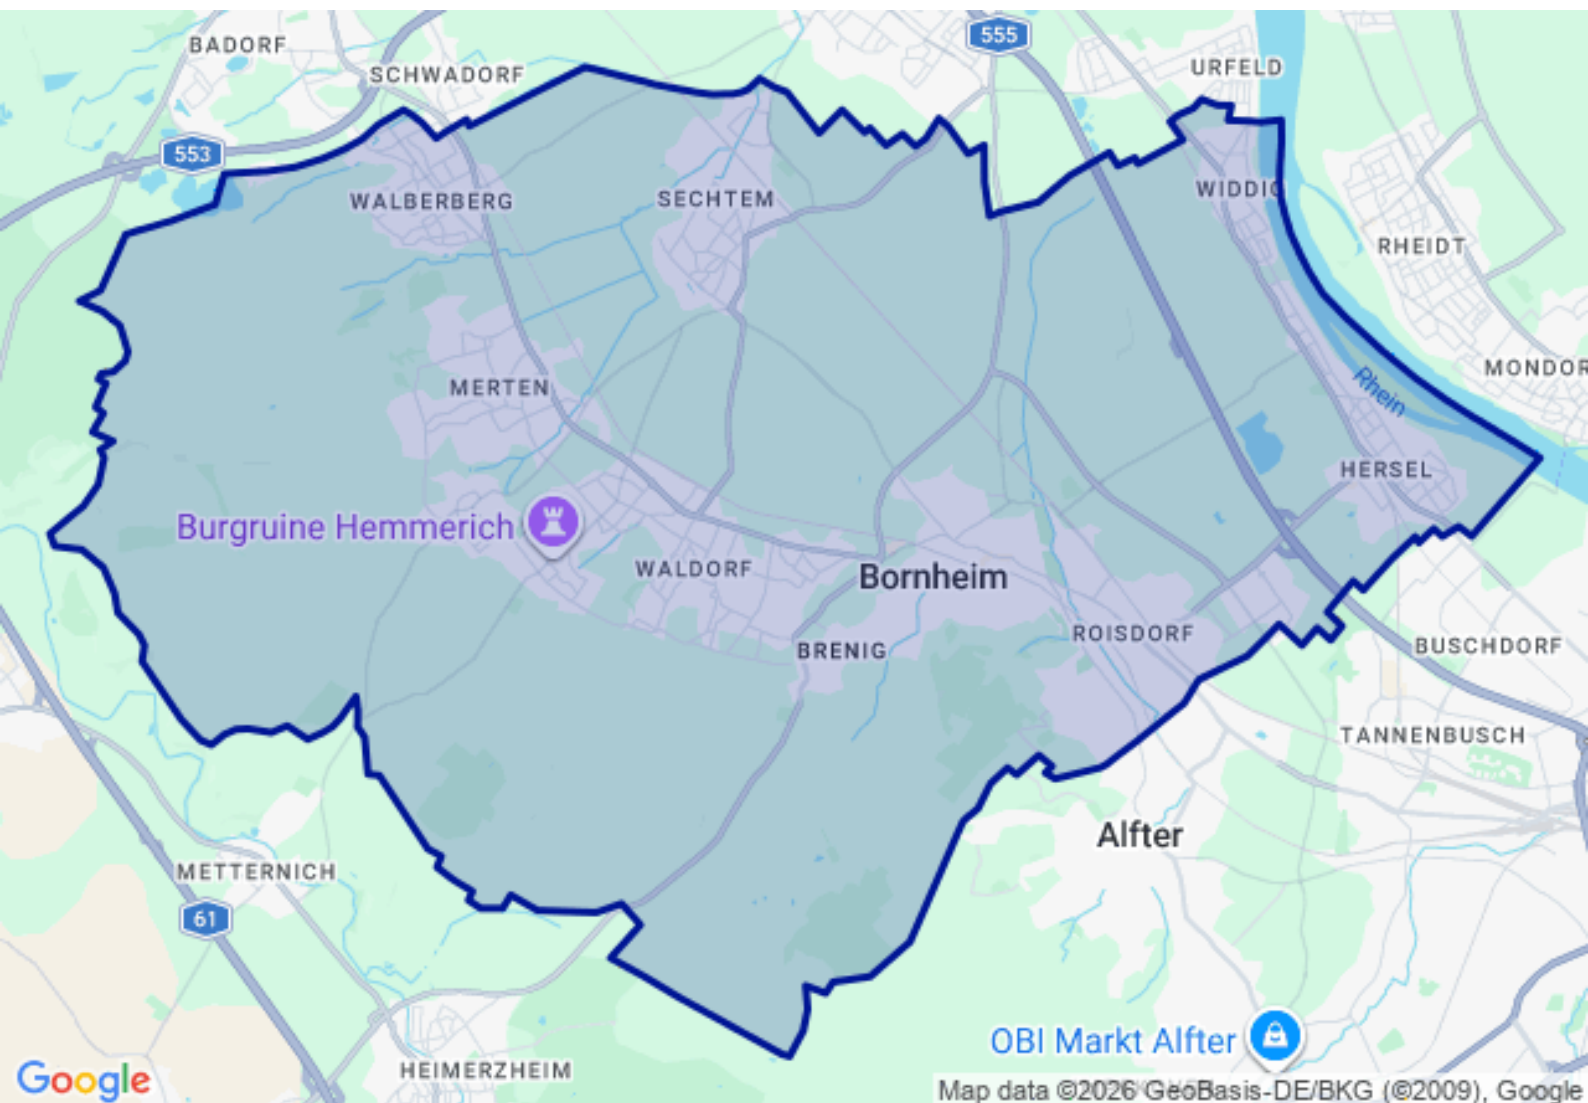 555
BADORF
SCHWADORF
URFELD
553
WALBERBERG
SECHTEM
WIDDIG
RHEIDT
MERTEN
MONDOR
Rhein
HERSEL
Burgruine Hemmerich
WALDORF
Bornheim
ROISDORF
BRENIG
BUSCHDORF
TANNENBUSCH
Alfter
METTERNICH
61
OBI Markt Alfter
HEIMERZHEIM
Google
Map data ©2026 GeoBasis-DE/BKG (©2009), Google